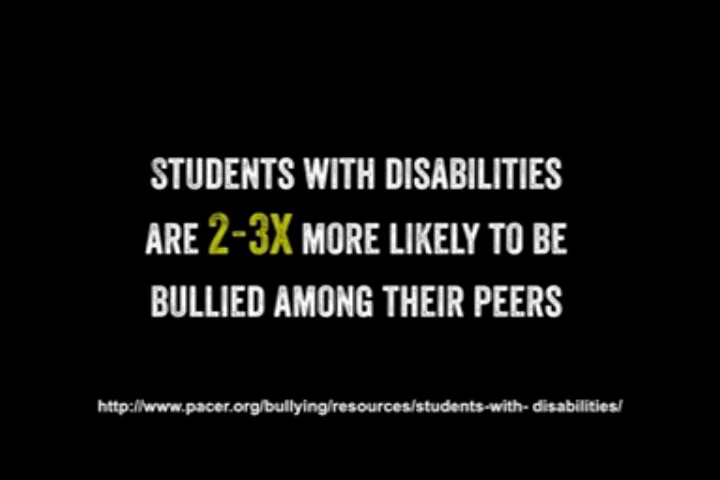 STUDENTS WITH DISABILITIES
ARE 2-3X MORE LIKELY TO BE
BULLIED AMONG THEIR PEERS
http://www.pacer.org/bullying/resources/students-with- disabilities/